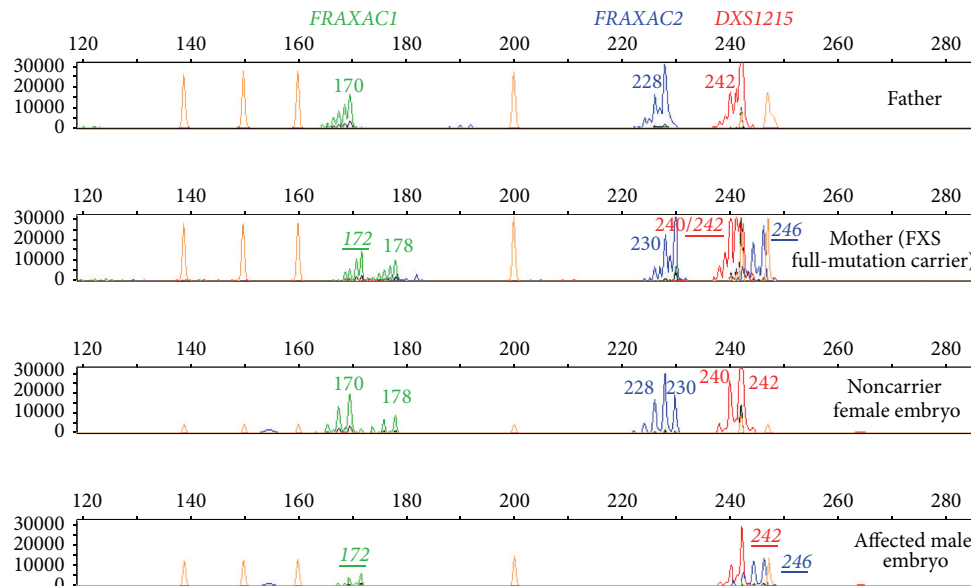 FRAXAC1 FRAXAC2 DXS1215
120 140 160 180 200 220 240 260 280
30000
20000
10000
0
170 228 242 Father
120 140 160 180 200 220 240 260 280
30000
20000
10000
0
172 178 230 240/242 246 Mother (FXS
full-mutation carrier)
120 140 160 180 200 220 240 260 280
30000
20000
10000
0
170 178 228 230 240 242 Noncarrier
female embryo
120 140 160 180 200 220 240 260 280
30000
20000
10000
0
172 242 246 Affected male
embryo